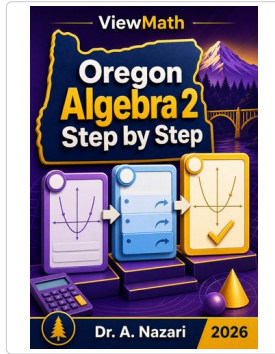 ViewMath
Oregon
Algebra 2
Step by Step
Dr. A. Nazari
2026